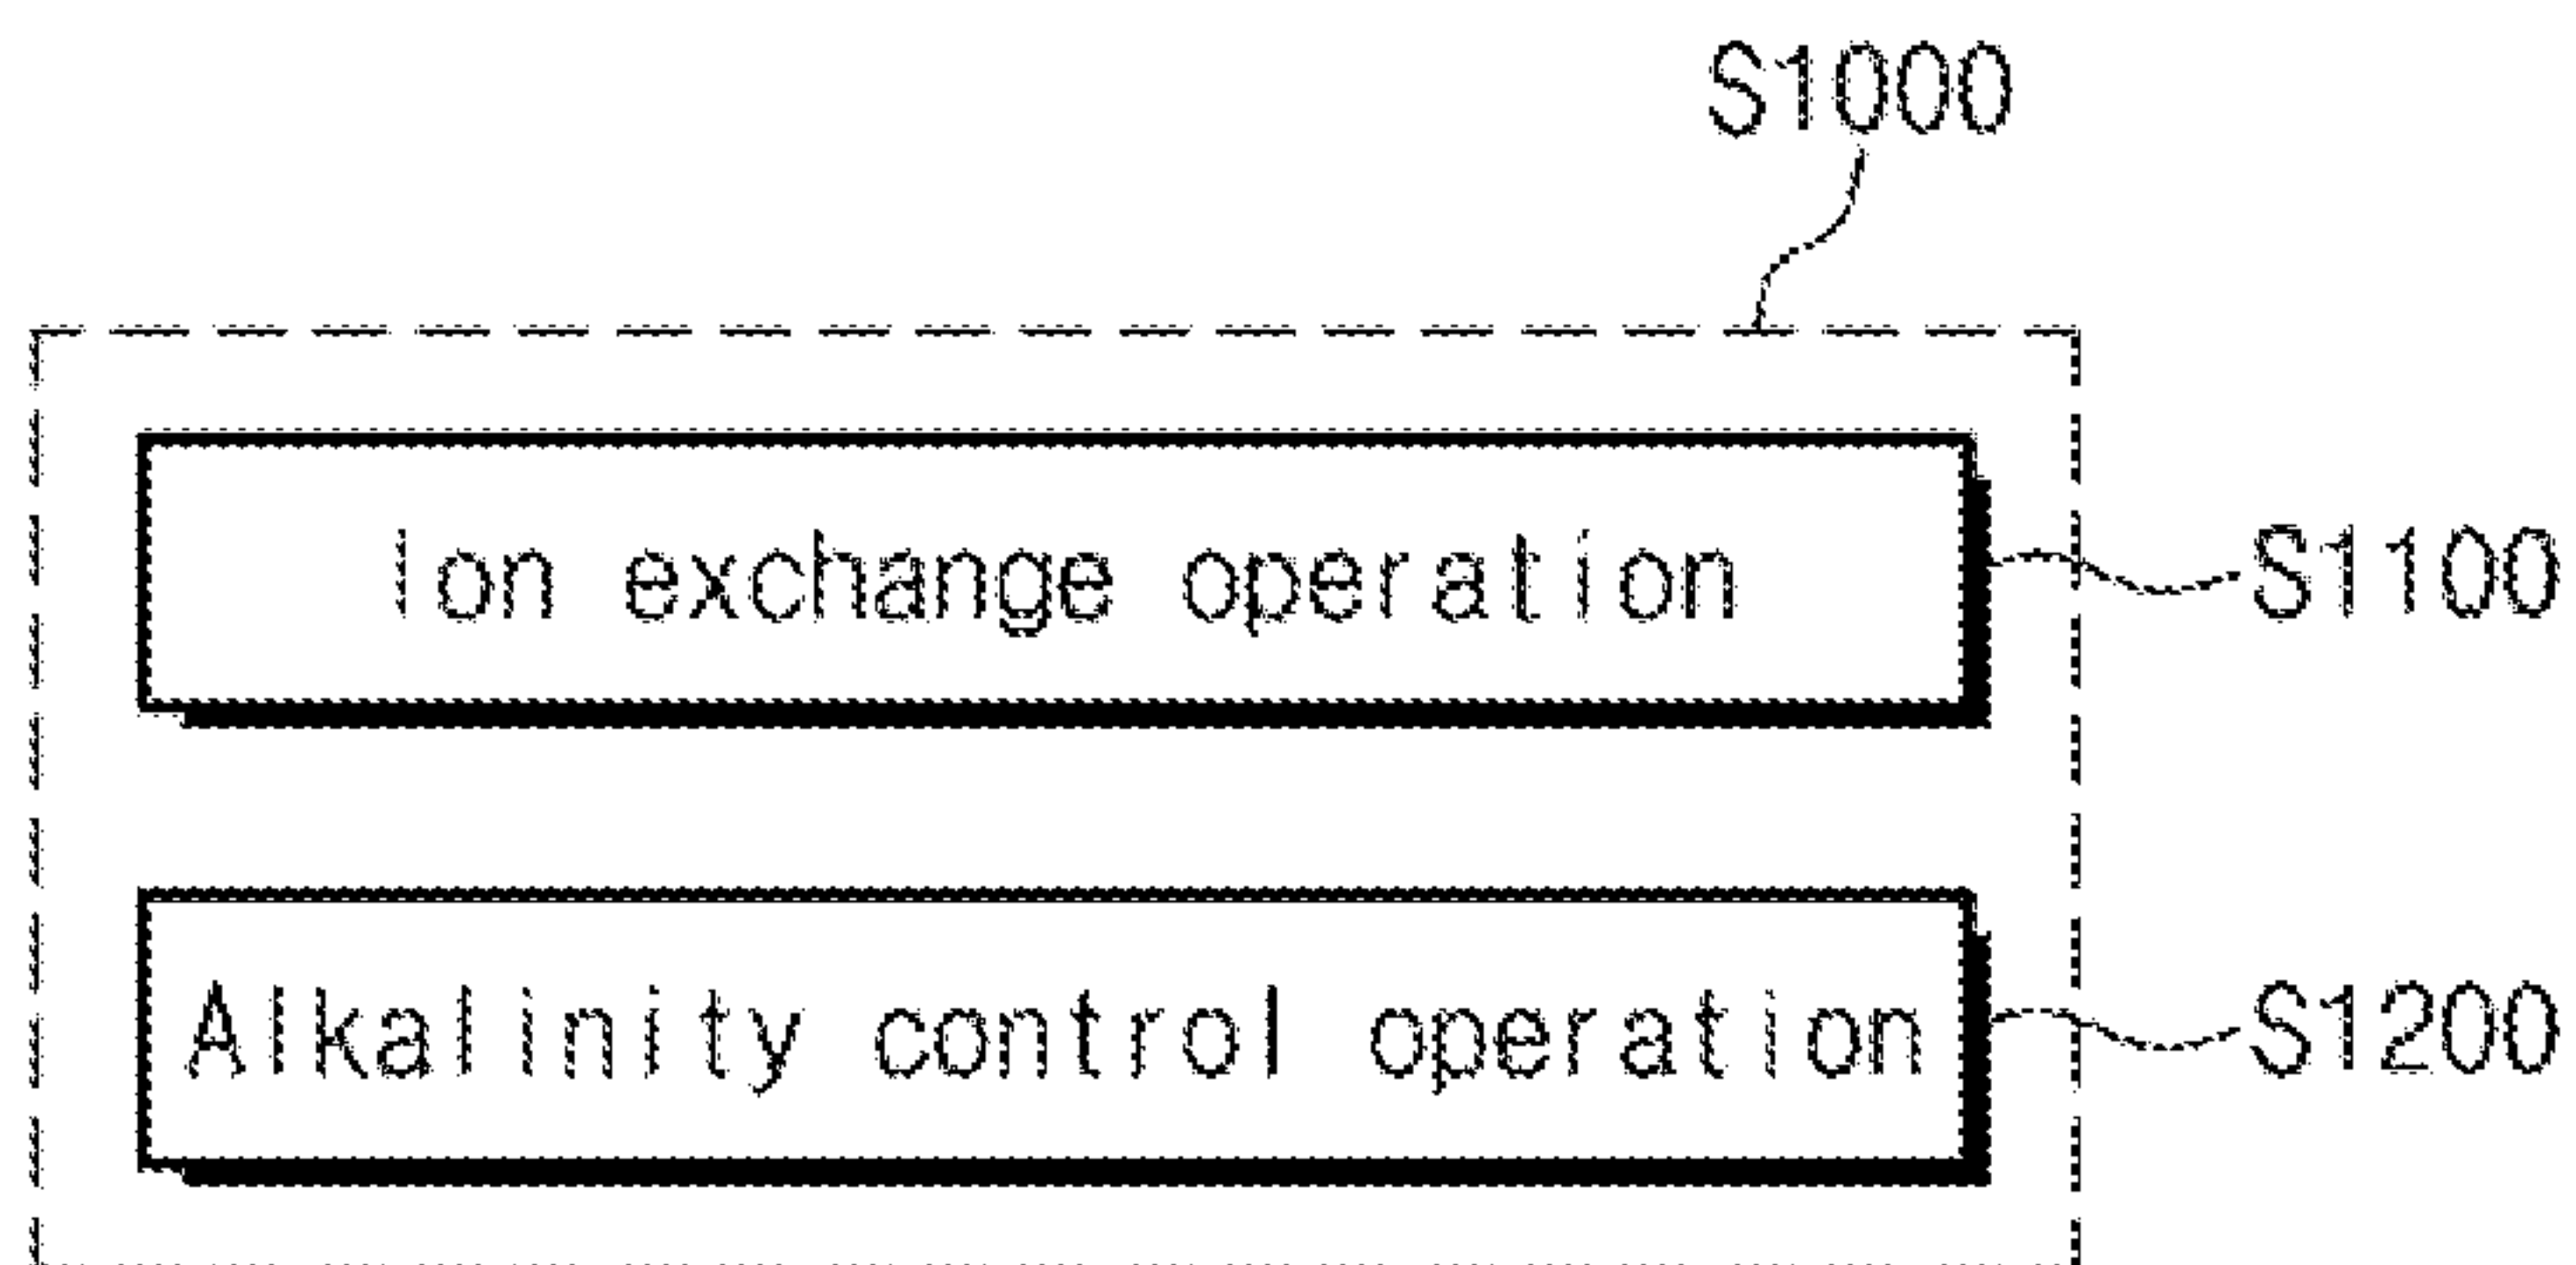 S1000
Ion exchange operation
S1100
Alkalinity control operation
S1200